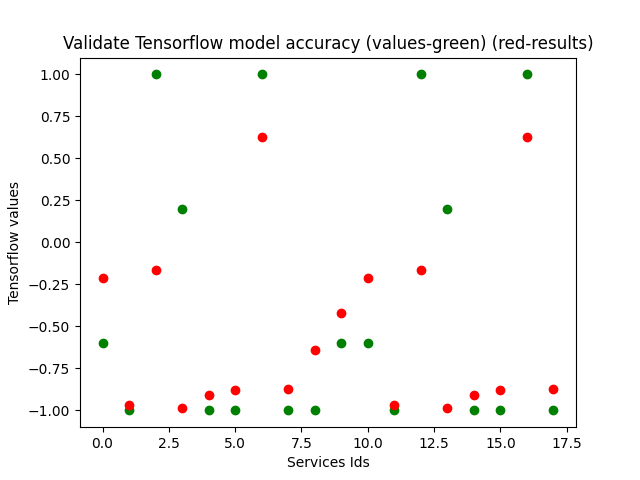 Validate Tensorflow model accuracy (values-green) (red-results)
1.00
0.75
0.50
0.25
0.00
−0.25
−0.50
−0.75
−1.00
Tensorflow values
0.0 2.5 5.0 7.5 10.0 12.5 15.0 17.5
Services Ids